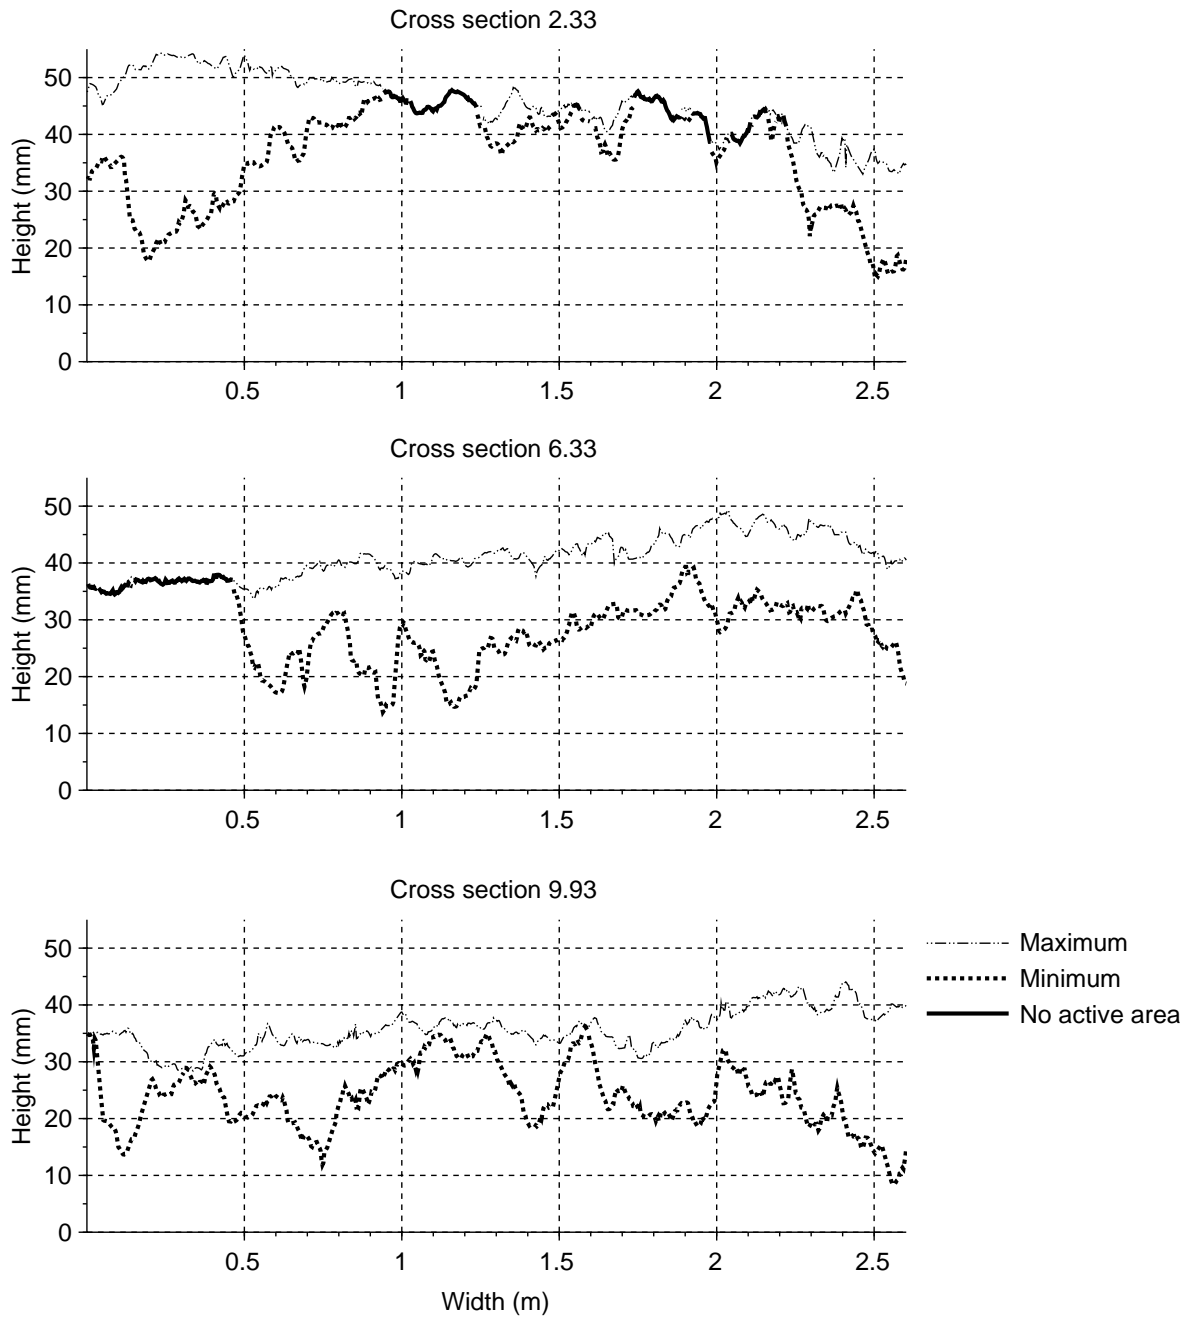 Cross section 2.33
Height (mm)
50
40
30
20
10
0
0.5 1 1.5 2 2.5
Cross section 6.33
Height (mm)
50
40
30
20
10
0
0.5 1 1.5 2 2.5
Cross section 9.93
Height (mm)
50
40
30
20
10
0
0.5 1 1.5 2 2.5
Width (m)
Maximum
Minimum
No active area